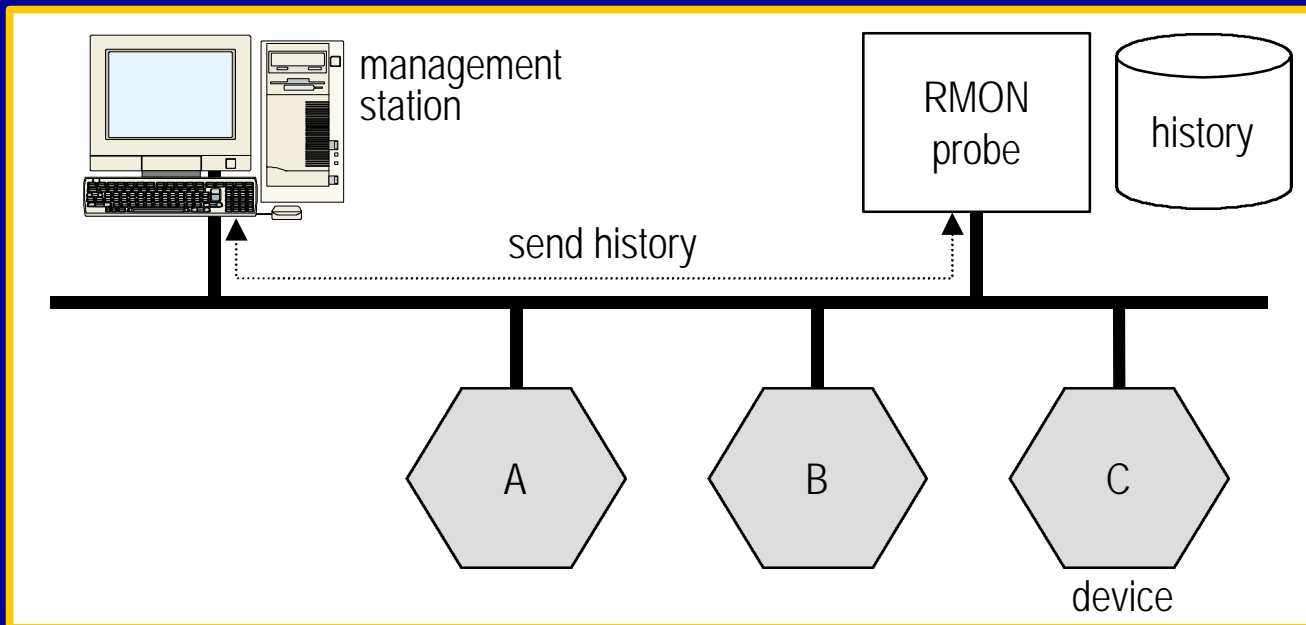 management
station
RMON
probe
history
send history
A
B
C
device